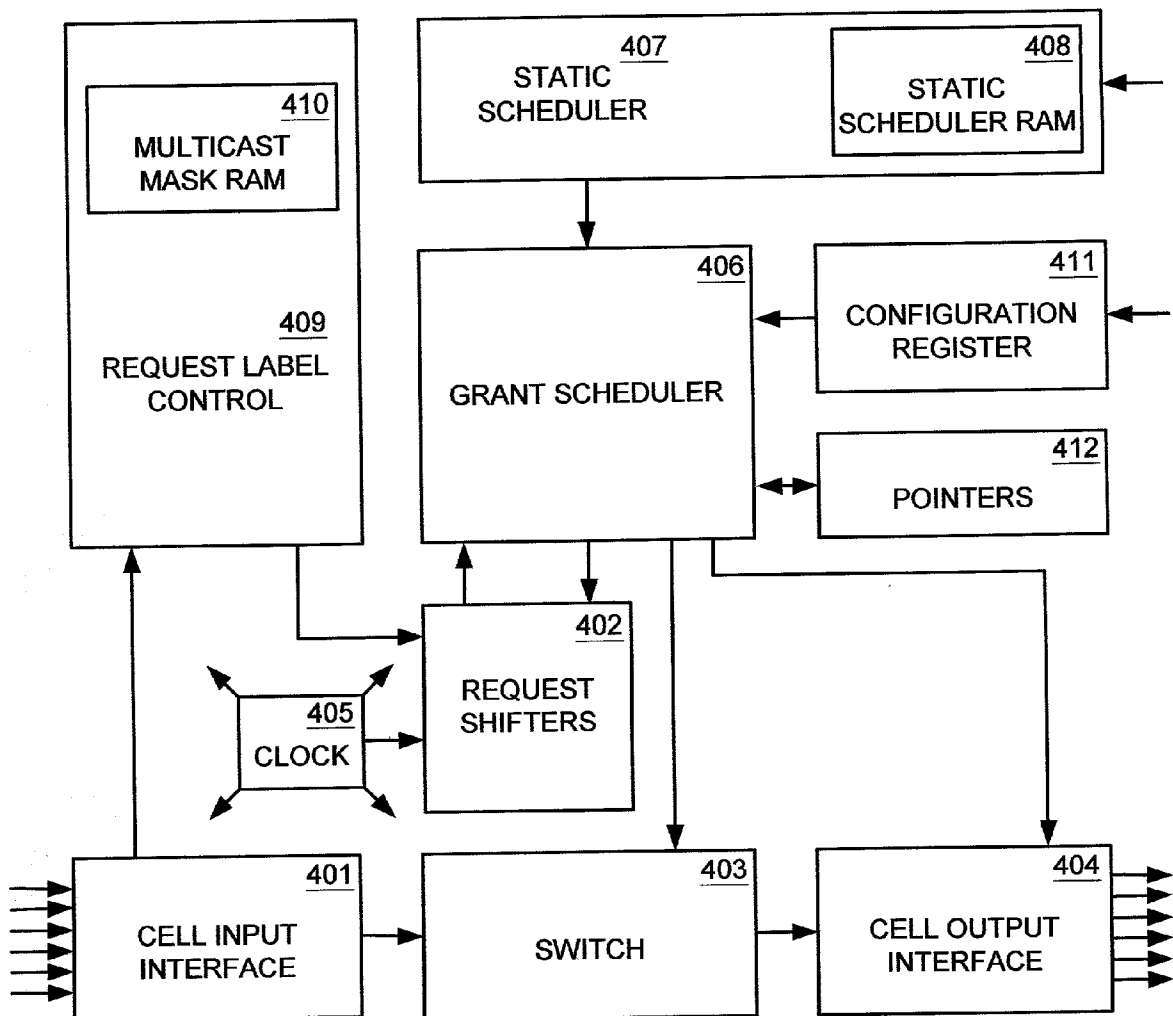 410
MULTICAST
MASK RAM
409
REQUEST LABEL
CONTROL
407
STATIC
SCHEDULER
408
STATIC
SCHEDULER RAM
406
GRANT SCHEDULER
411
CONFIGURATION
REGISTER
412
POINTERS
402
REQUEST
SHIFTERS
405
CLOCK
401
CELL INPUT
INTERFACE
403
SWITCH
404
CELL OUTPUT
INTERFACE